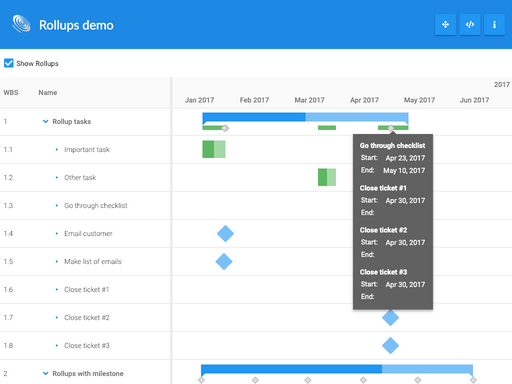 Rollups demo
Show Rollups
2017
WBS Name Jan 2017 Feb 2017 Mar 2017 Apr 2017 May 2017 Jun 2017
1 Rollup tasks
1.1 Important task
1.2 Other task
1.3 Go through checklist
1.4 Email customer
1.5 Make list of emails
1.6 Close ticket #1
1.7 Close ticket #2
1.8 Close ticket #3
2 Rollups with milestone
Go through checklist
Start: Apr 23, 2017
End: May 10, 2017
Close ticket #1
Start: Apr 30, 2017
End:
Close ticket #2
Start: Apr 30, 2017
End:
Close ticket #3
Start: Apr 30, 2017
End: